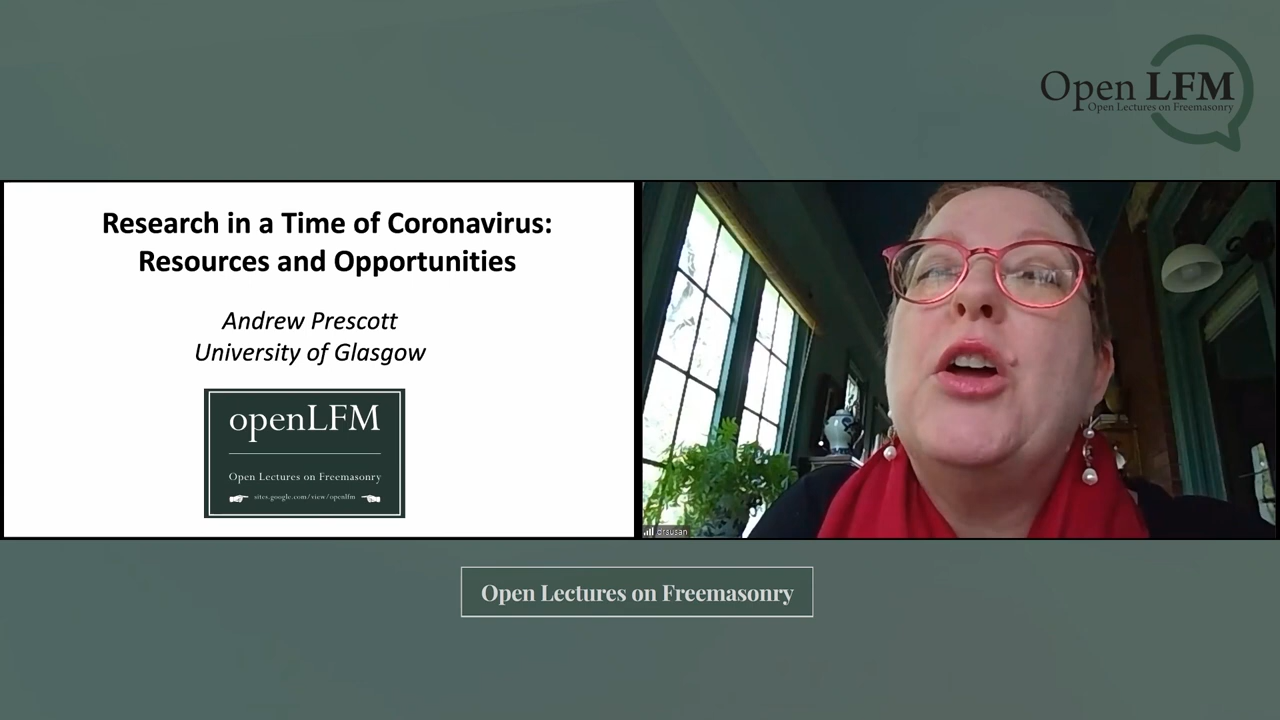 Open LFM
Open Lectures on Freemasonry
Research in a Time of Coronavirus:
Resources and Opportunities
Andrew Prescott
University of Glasgow
openLFM
Open Lectures on Freemasonry
sites.google.com/view/openlfm
drsusan
Open Lectures on Freemasonry